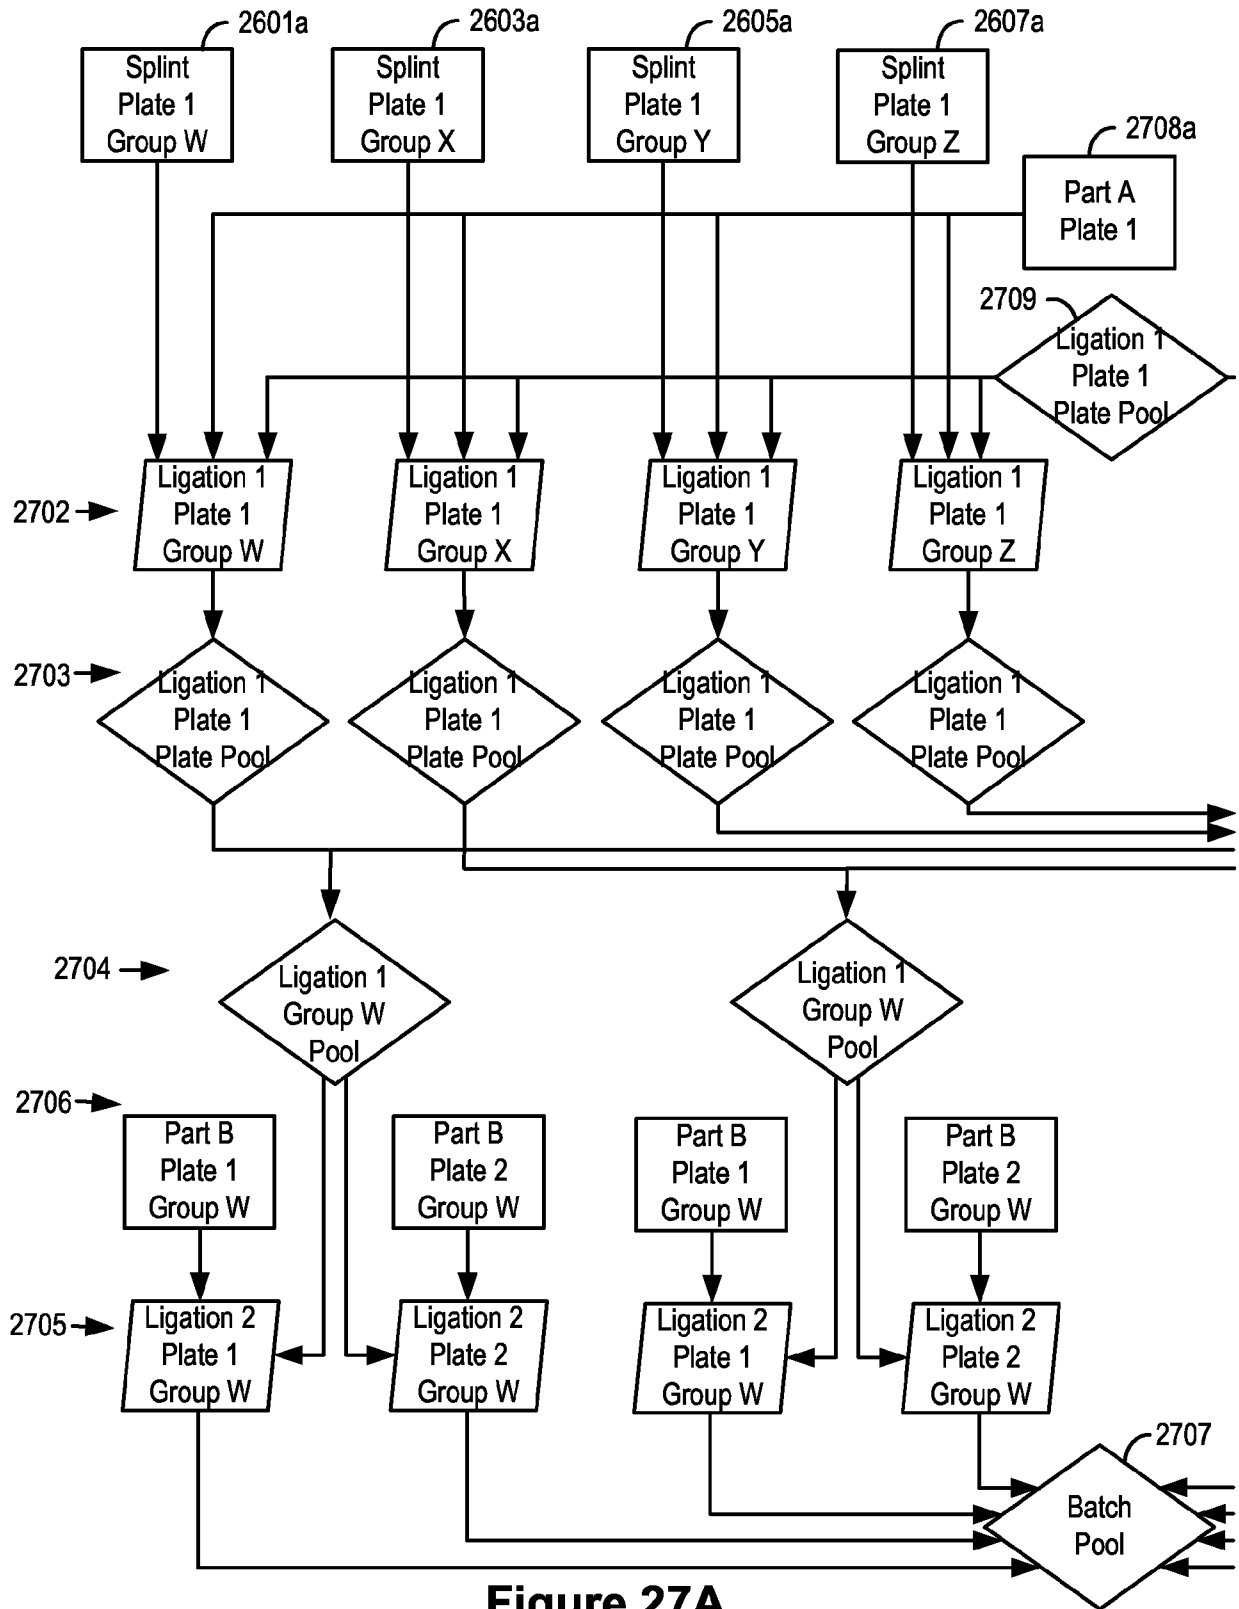 2601a
2603a
2605a
2607a
Splint
Plate 1
Group W
Splint
Plate 1
Group X
Splint
Plate 1
Group Y
Splint
Plate 1
Group Z
2708a
Part A
Plate 1
2709
Ligation 1
Plate 1
Plate Pool
2702
Ligation 1
Plate 1
Group W
Ligation 1
Plate 1
Group X
Ligation 1
Plate 1
Group Y
Ligation 1
Plate 1
Group Z
2703
Ligation 1
Plate 1
Plate Pool
Ligation 1
Plate 1
Plate Pool
Ligation 1
Plate 1
Plate Pool
Ligation 1
Plate 1
Plate Pool
2704
Ligation 1
Group W
Pool
Ligation 1
Group W
Pool
2706
Part B
Plate 1
Group W
Part B
Plate 2
Group W
Part B
Plate 1
Group W
Part B
Plate 2
Group W
2705
Ligation 2
Plate 1
Group W
Ligation 2
Plate 2
Group W
Ligation 2
Plate 1
Group W
Ligation 2
Plate 2
Group W
2707
Batch
Pool
Figure 27A